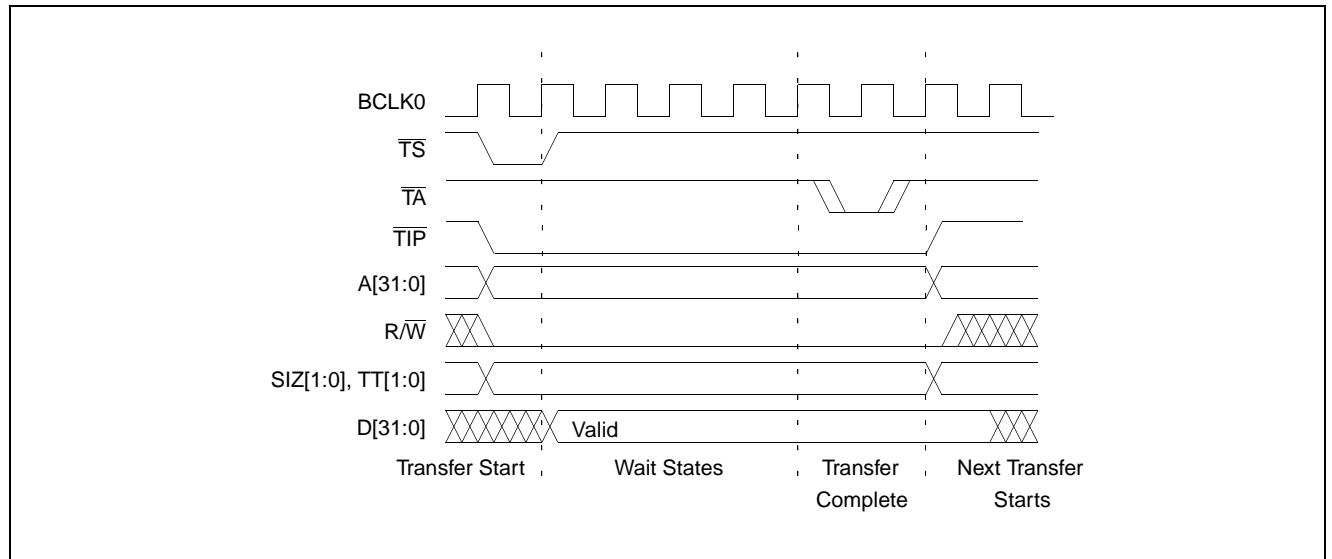 BCLK0
TS
TA
TIP
A[31:0]
R/W
SIZ[1:0], TT[1:0]
D[31:0]
Valid
Transfer Start
Wait States
Transfer
Complete
Next Transfer
Starts